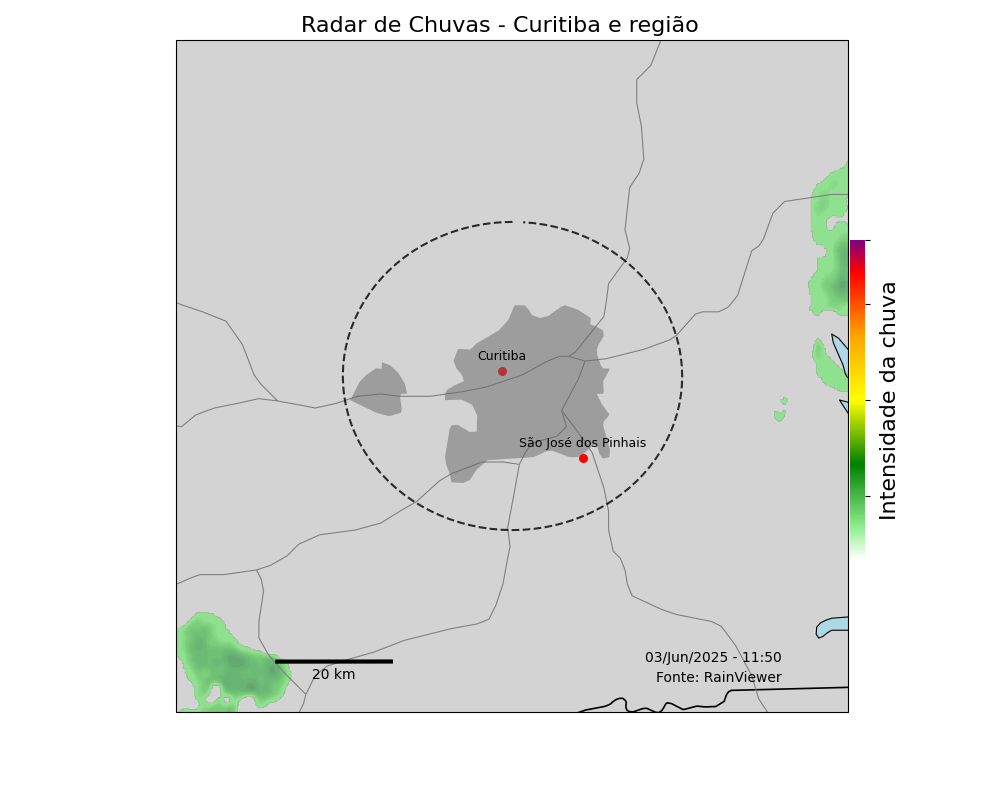 Radar de Chuvas - Curitiba e região
Curitiba
São José dos Pinhais
Intensidade da chuva
20 km
03/Jun/2025 - 11:50
Fonte: RainViewer